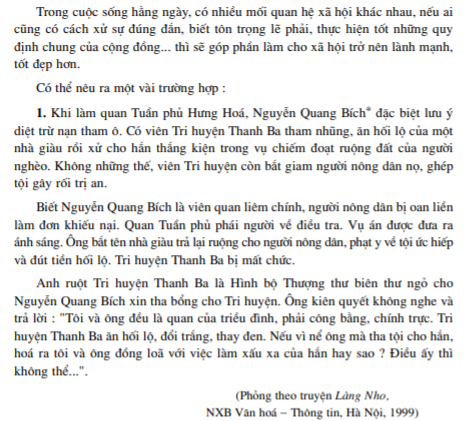 Trong cuộc sống hằng ngày, có nhiều mối quan hệ xã hội khác nhau, nếu ai
cũng có cách xử sự đúng đắn, biết tôn trọng lẽ phải, thực hiện tốt những quy
định chung của cộng đồng... thì sẽ góp phần làm cho xã hội trở nên lành mạnh,
tốt đẹp hơn.
Có thể nêu ra một vài trường hợp :
1. Khi làm quan Tuần phủ Hưng Hoá, Nguyễn Quang Bích* đặc biệt lưu ý
diệt trừ nạn tham ô. Có viên Tri huyện Thanh Ba tham nhũng, ăn hối lộ của một
nhà giàu rồi xử cho hắn thắng kiện trong vụ chiếm đoạt ruộng đất của người
nghèo. Không những thế, viên Tri huyện còn bắt giam người nông dân nọ, ghép
tội gây rối trị an.
Biết Nguyễn Quang Bích là viên quan liêm chính, người nông dân bị oan liền
làm đơn khiếu nại. Quan Tuần phủ phái người về điều tra. Vụ án được đưa ra
ánh sáng. Ông bắt tên nhà giàu trả lại ruộng cho người nông dân, phạt y về tội ức hiếp
và đút tiền hối lộ. Tri huyện Thanh Ba bị mất chức.
Anh ruột Tri huyện Thanh Ba là Hình bộ Thượng thư biên thư ngỏ cho
Nguyễn Quang Bích xin tha bổng cho Tri huyện. Ông kiên quyết không nghe và
trả lời : "Tôi và ông đều là quan của triều đình, phải công bằng, chính trực. Tri
huyện Thanh Ba ăn hối lộ, đổi trắng, thay đen. Nếu vì nể ông mà tha tội cho hắn,
hoá ra tôi và ông đồng loã với việc làm xấu xa của hắn hay sao ? Điều ấy thì
không thể...".
(Phỏng theo truyện Làng Nho,
NXB Văn hoá – Thông tin, Hà Nội, 1999)